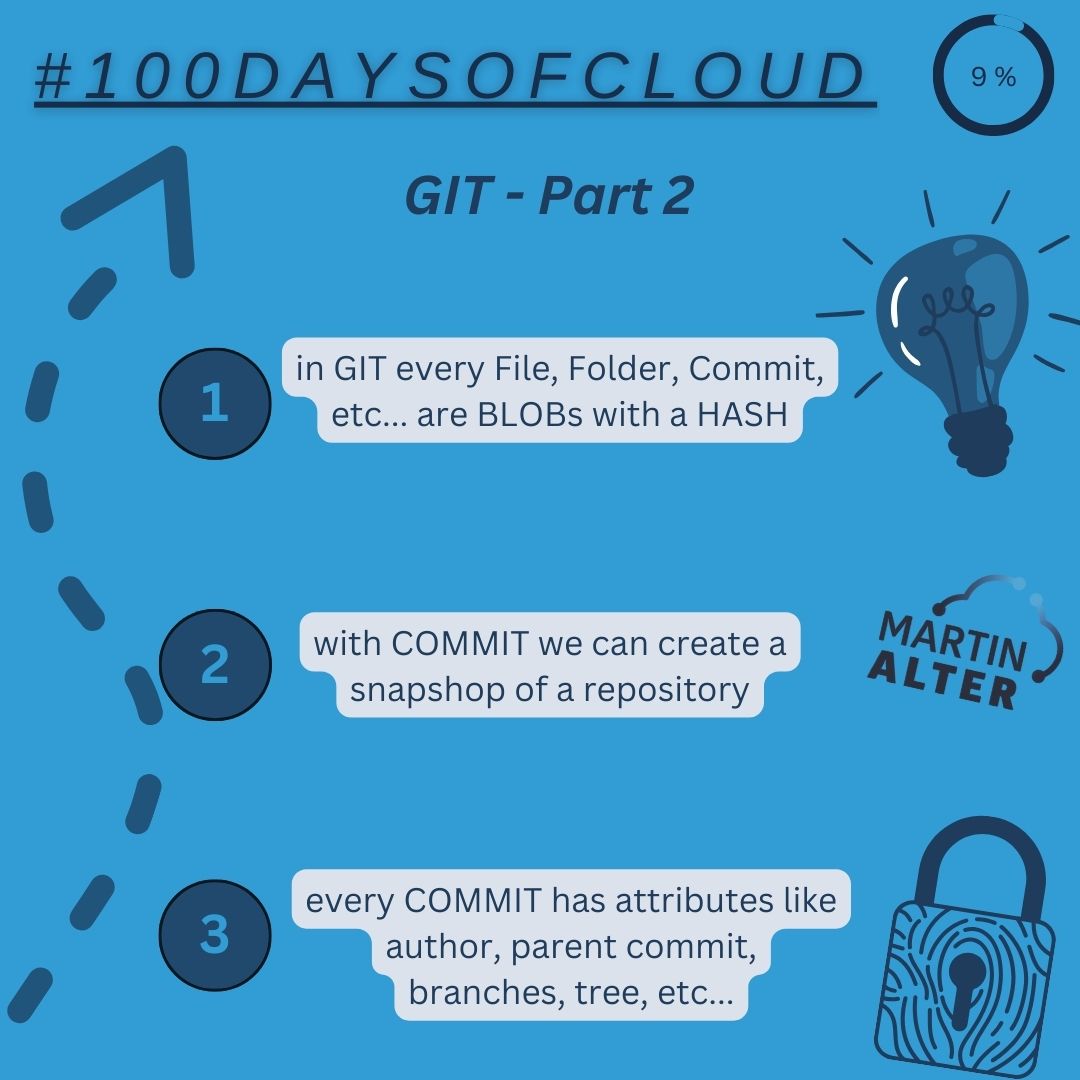 #100DAYSOFCLOUD
9 %
GIT - Part 2
1
in GIT every File, Folder, Commit,
etc... are BLOBs with a HASH
2
with COMMIT we can create a
snapshop of a repository
MARTIN
ALTER
3
every COMMIT has attributes like
author, parent commit,
branches, tree, etc...